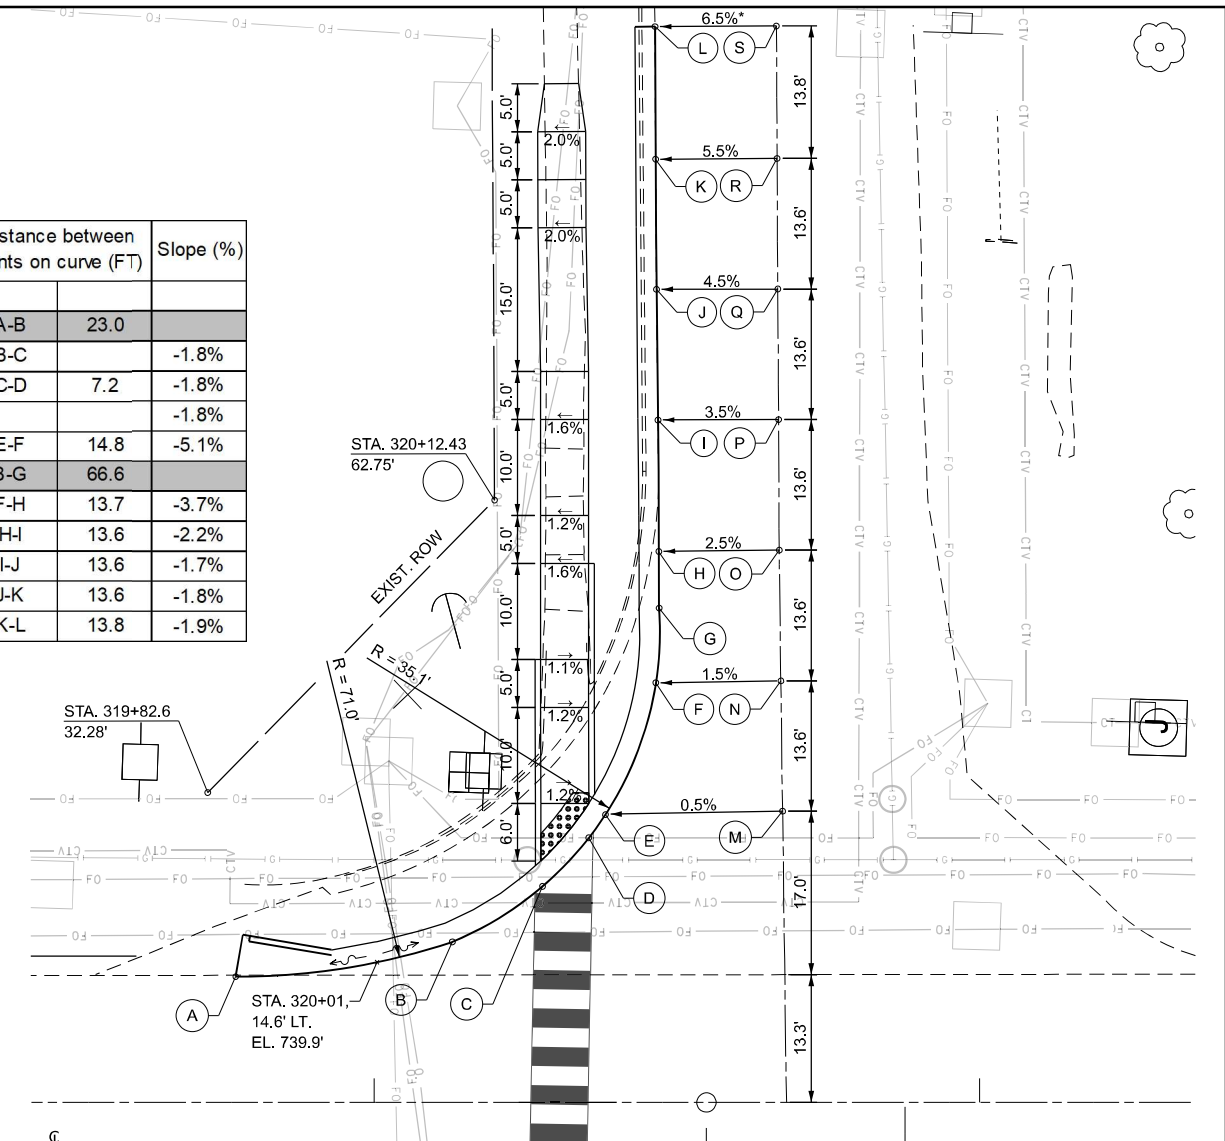 6.5%*
L S
13.8'
5.0'
2.0%
5.0'
5.5%
K R
5.0'
13.6'
2.0%
stance between Slope (%)
nts on curve (FT)
A-B 23.0
B-C -1.8%
C-D 7.2 -1.8%
-1.8%
E-F 14.8 -5.1%
B-G 66.6
F-H 13.7 -3.7%
H-I 13.6 -2.2%
I-J 13.6 -1.7%
J-K 13.6 -1.8%
K-L 13.8 -1.9%
15.0'
4.5%
J Q
13.6'
5.0'
1.6%
3.5%
I P
STA. 320+12.43
62.75'
10.0'
13.6'
1.2%
5.0'
1.6%
2.5%
H O
EXIST. ROW
10.0'
13.6'
G
R = 71.0'
R = 35.1'
1.1%
5.0'
1.5%
F N
1.2%
STA. 319+82.6
32.28'
10.0'
13.6'
J
1.2%
0.5%
E M
6.0'
D
17.0'
A
B
C
STA. 320+01,
14.6' LT.
EL. 739.9'
13.3'
FO
CTV
G